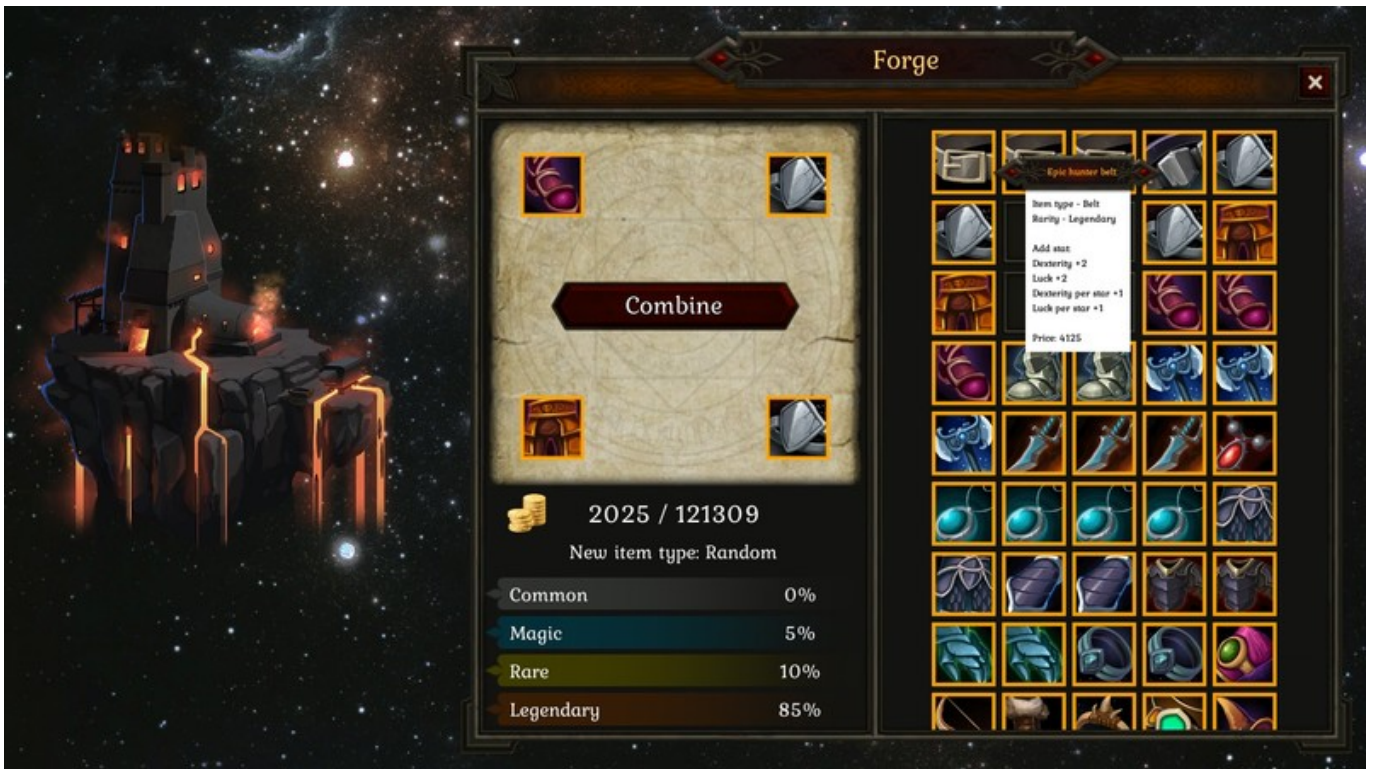 Forge
Combine
2025 / 121309
New item type: Random
Common 0%
Magic 5%
Rare 10%
Legendary 85%
Epic hunter belt
Item type - Belt
Rarity - Legendary
Add stat:
Dexterity +2
Luck +2
Dexterity per star +1
Luck per star +1
Price: 4125